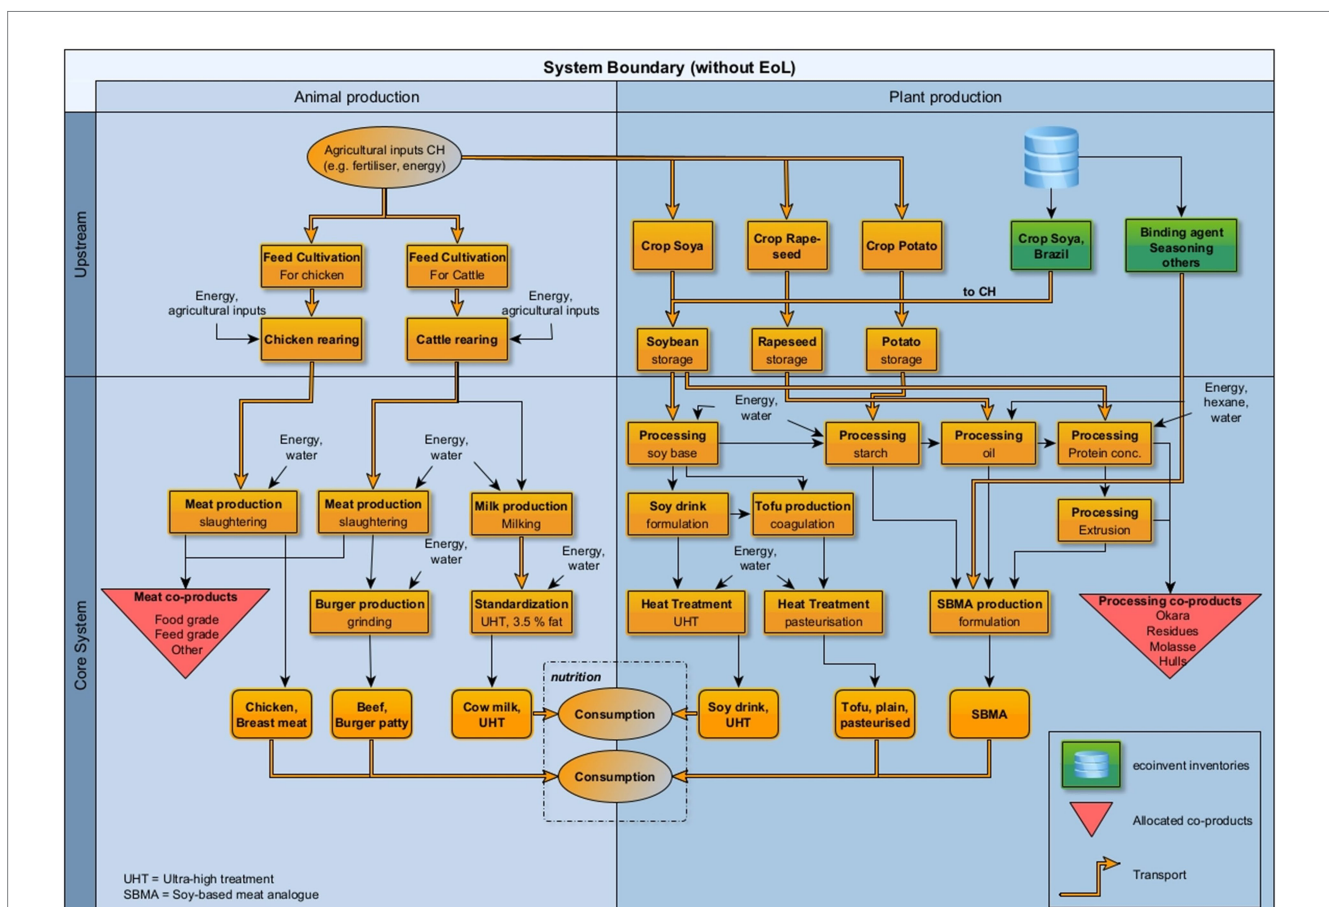 System Boundary (without EoL)
Animal production
Plant production
Upstream
Agricultural inputs CH
(e.g. fertiliser, energy)
Feed Cultivation
For chicken
Feed Cultivation
For Cattle
Energy,
agricultural inputs
Energy,
agricultural inputs
Chicken rearing
Cattle rearing
Crop Soya
Crop Rape-
seed
Crop Potato
Crop Soya,
Brazil
Binding agent
Seasoning
others
to CH
Soybean
storage
Rapeseed
storage
Potato
storage
Core System
Energy,
water
Energy,
water
Meat production
slaughtering
Meat production
slaughtering
Milk production
Milking
Energy,
water
Energy,
water
Meat co-products
Food grade
Feed grade
Other
Burger production
grinding
Standardization
UHT, 3.5 % fat
Chicken,
Breast meat
Beef,
Burger patty
Cow milk,
UHT
Energy,
water
Energy,
hexane,
water
Processing
soy base
Processing
starch
Processing
oil
Processing
Protein conc.
Soy drink
formulation
Tofu production
coagulation
Processing
Extrusion
Energy,
water
Heat Treatment
UHT
Heat Treatment
pasteurisation
SBMA production
formulation
Processing co-products
Okara
Residues
Molasse
Hulls
nutrition
Consumption
Consumption
Soy drink,
UHT
Tofu, plain,
pasteurised
SBMA
ecoinvent inventories
Allocated co-products
Transport
UHT = Ultra-high treatment
SBMA = Soy-based meat analogue